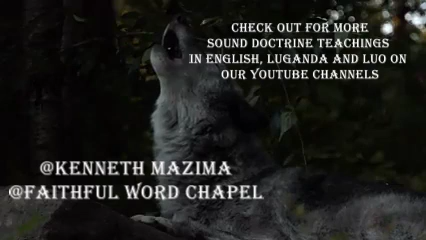 CHECK OUT FOR MORE
SOUND DOCTRINE TEACHINGS
IN ENGLISH, LUGANDA AND LUO ON
OUR YOUTUBE CHANNELS
@KENNETH MAZIMA
@FAITHFUL WORD CHAPEL